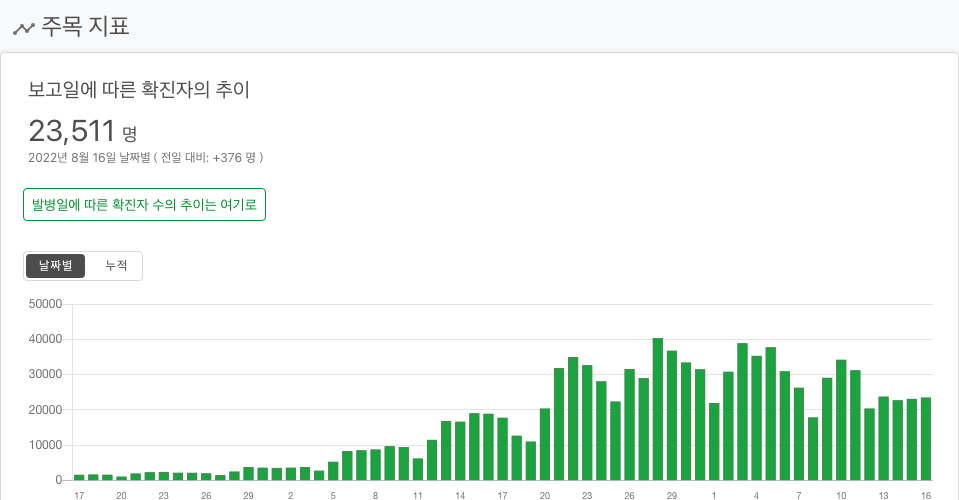 주목 지표
보고일에 따른 확진자의 추이
23,511 명
2022년 8월 16일 날짜별 ( 전일 대비: +376 명 )
발병일에 따른 확진자 수의 추이는 여기로
날짜별 누적
50000
40000
30000
20000
10000
0
17 20 23 26 29 2 5 8 11 14 17 20 23 26 29 1 4 7 10 13 16